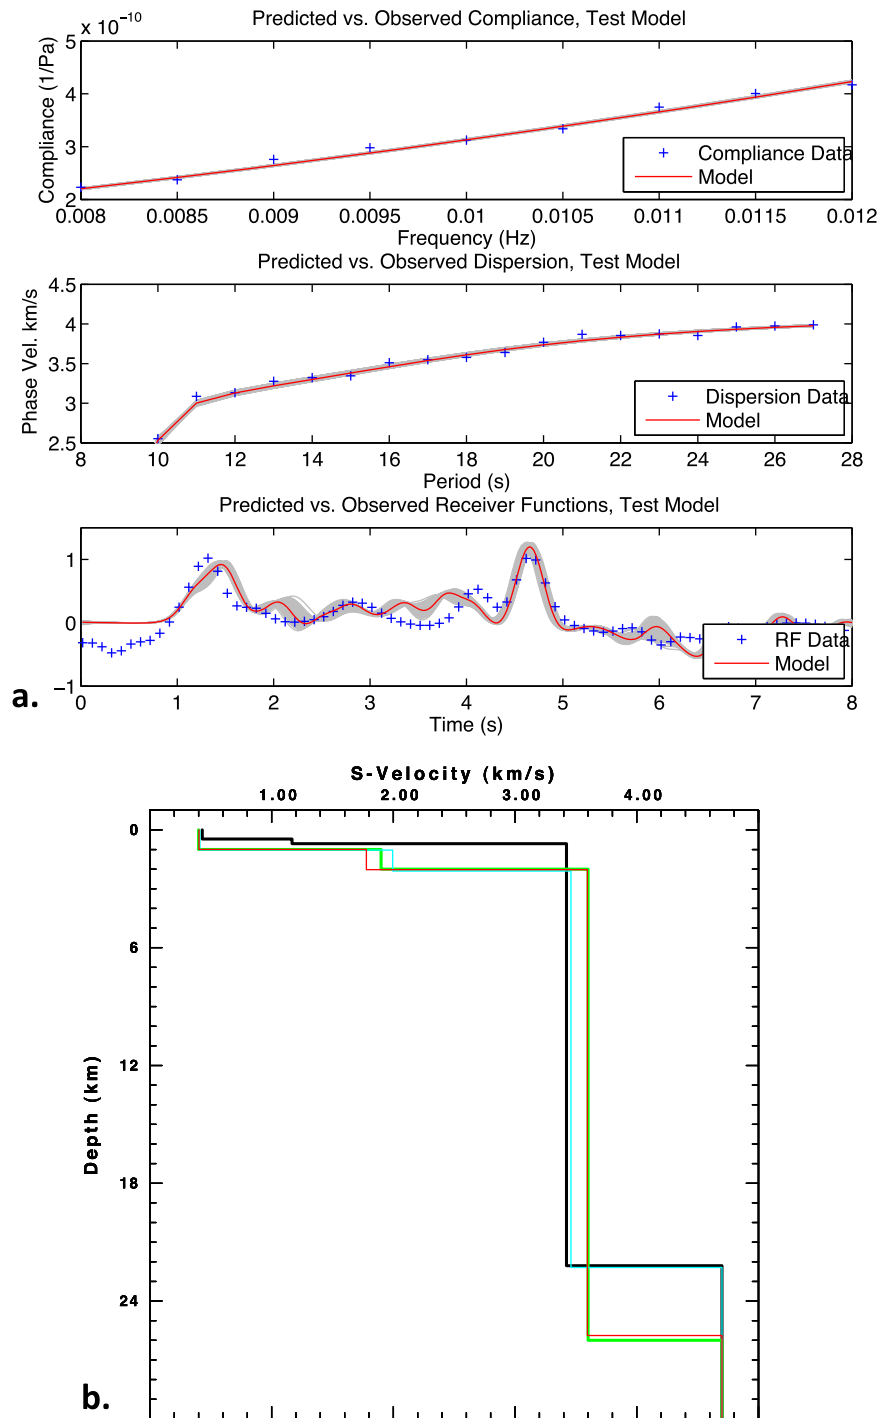 Predicted vs. Observed Compliance, Test Model
x 10⁻¹⁰
5
4
3
2
Compliance (1/Pa)
Compliance Data
Model
0.008 0.0085 0.009 0.0095 0.01 0.0105 0.011 0.0115 0.012
Frequency (Hz)
Predicted vs. Observed Dispersion, Test Model
4.5
4
3.5
3
2.5
Phase Vel. km/s
Dispersion Data
Model
8 10 12 14 16 18 20 22 24 26 28
Period (s)
Predicted vs. Observed Receiver Functions, Test Model
1
0
−1
RF Data
Model
0 1 2 3 4 5 6 7 8
Time (s)
a.
S-Velocity (km/s)
1.00 2.00 3.00 4.00
0
6
12
18
24
Depth (km)
b.